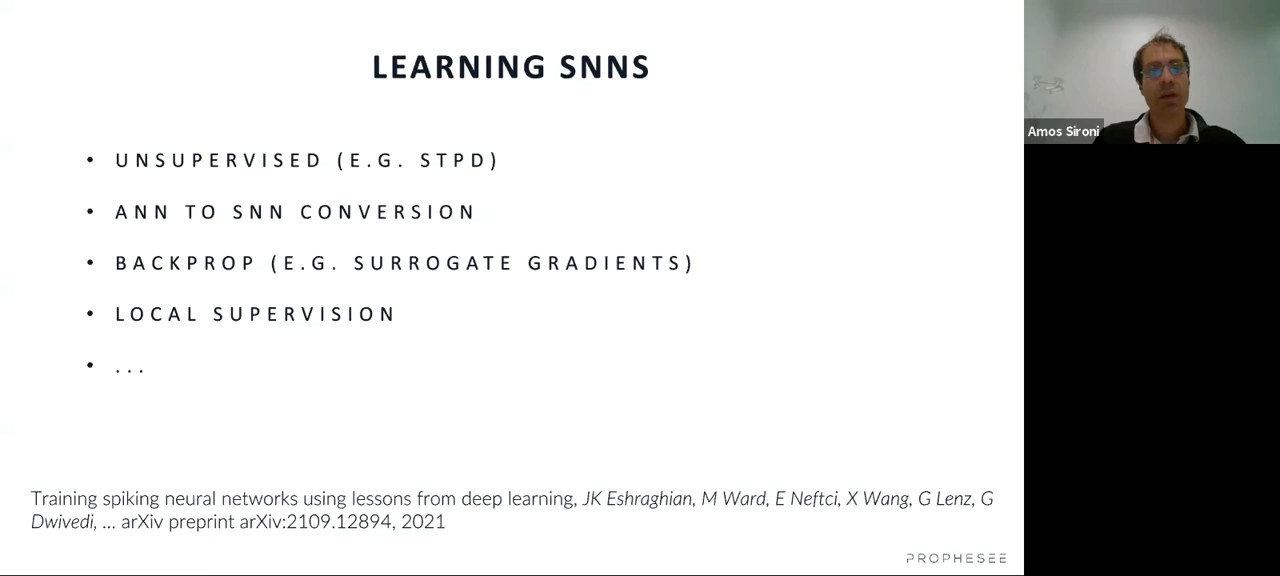 LEARNING SNNS
• UNSUPERVISED (E.G. STPD)
• ANN TO SNN CONVERSION
• BACKPROP (E.G. SURROGATE GRADIENTS)
• LOCAL SUPERVISION
• ...
Training spiking neural networks using lessons from deep learning, JK Eshraghian, M Ward, E Neftci, X Wang, G Lenz, G
Dwivedi, ... arXiv preprint arXiv:2109.12894, 2021
PROPHESEE
Amos Sironi